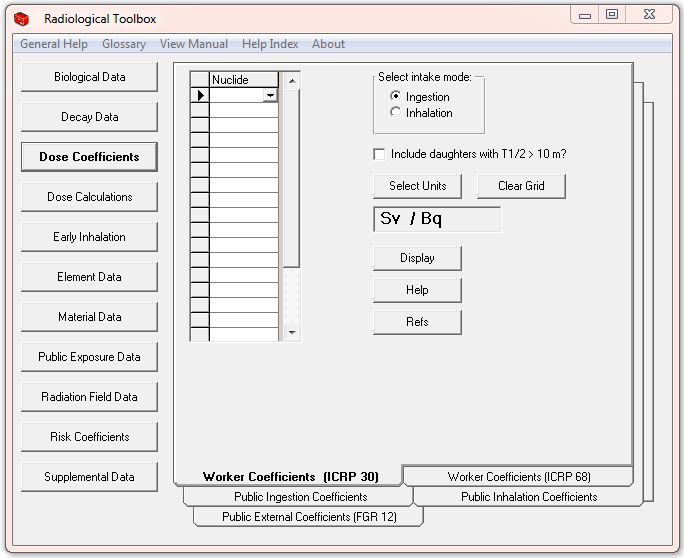 Radiological Toolbox
General Help Glossary View Manual Help Index About
Biological Data
Decay Data
Dose Coefficients
Dose Calculations
Early Inhalation
Element Data
Material Data
Public Exposure Data
Radiation Field Data
Risk Coefficients
Supplemental Data
Nuclide
Select intake mode:
Ingestion
Inhalation
Include daughters with T1/2 > 10 m?
Select Units Clear Grid
Sv / Bq
Display
Help
Refs
Worker Coefficients (ICRP 30) Worker Coefficients (ICRP 68)
Public Ingestion Coefficients Public Inhalation Coefficients
Public External Coefficients (FGR 12)